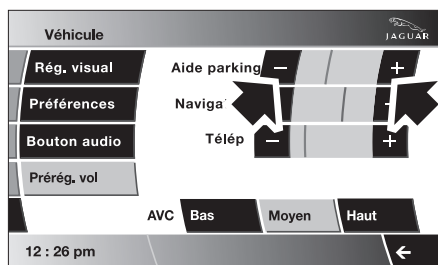 Véhicule
JAGUAR
Rég. visual
Aide parking
- +
Préférences
Bouton audio
Télép
- +
Prérég. vol
AVC Bas Moyen Haut
12 : 26 pm